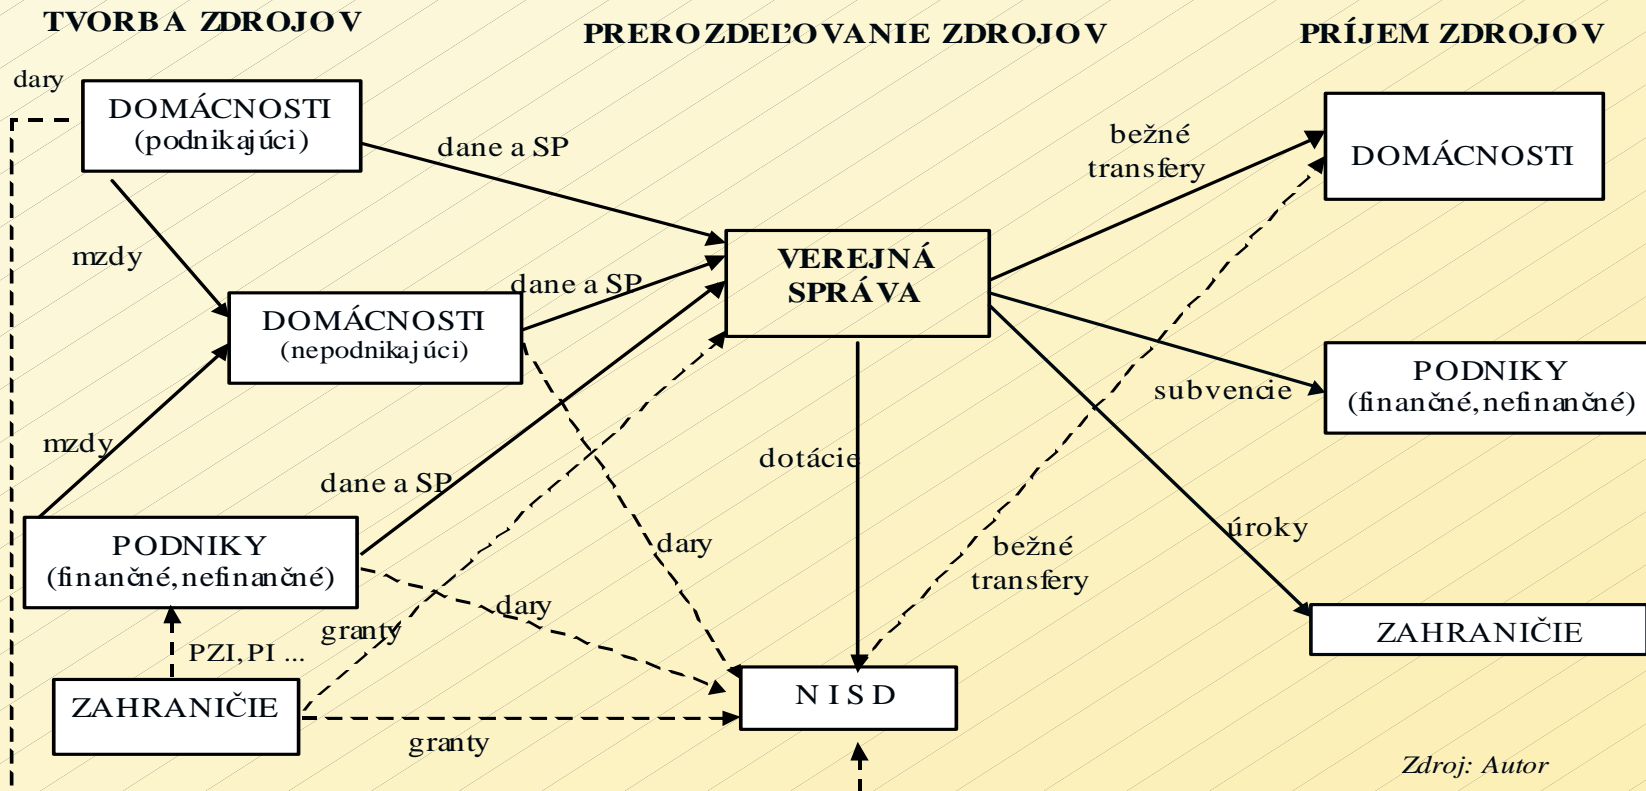 TVORBA ZDROJOV
PREROZDEĽOVANIE ZDROJOV
PRÍJEM ZDROJOV
dary
DOMÁCNOSTI
(podnikajúci)
dane a SP
bežné
transfery
DOMÁCNOSTI
mzdy
VEREJNÁ
SPRÁVA
dane a SP
DOMÁCNOSTI
(nepodnikajúci)
subvencie
PODNIKY
(finančné, nefinančné)
mzdy
dotácie
dane a SP
úroky
PODNIKY
(finančné, nefinančné)
dary
bežné
transfery
dary
granty
ZAHRANIČIE
PZI, PI ...
ZAHRANIČIE
NISD
granty
Zdroj: Autor